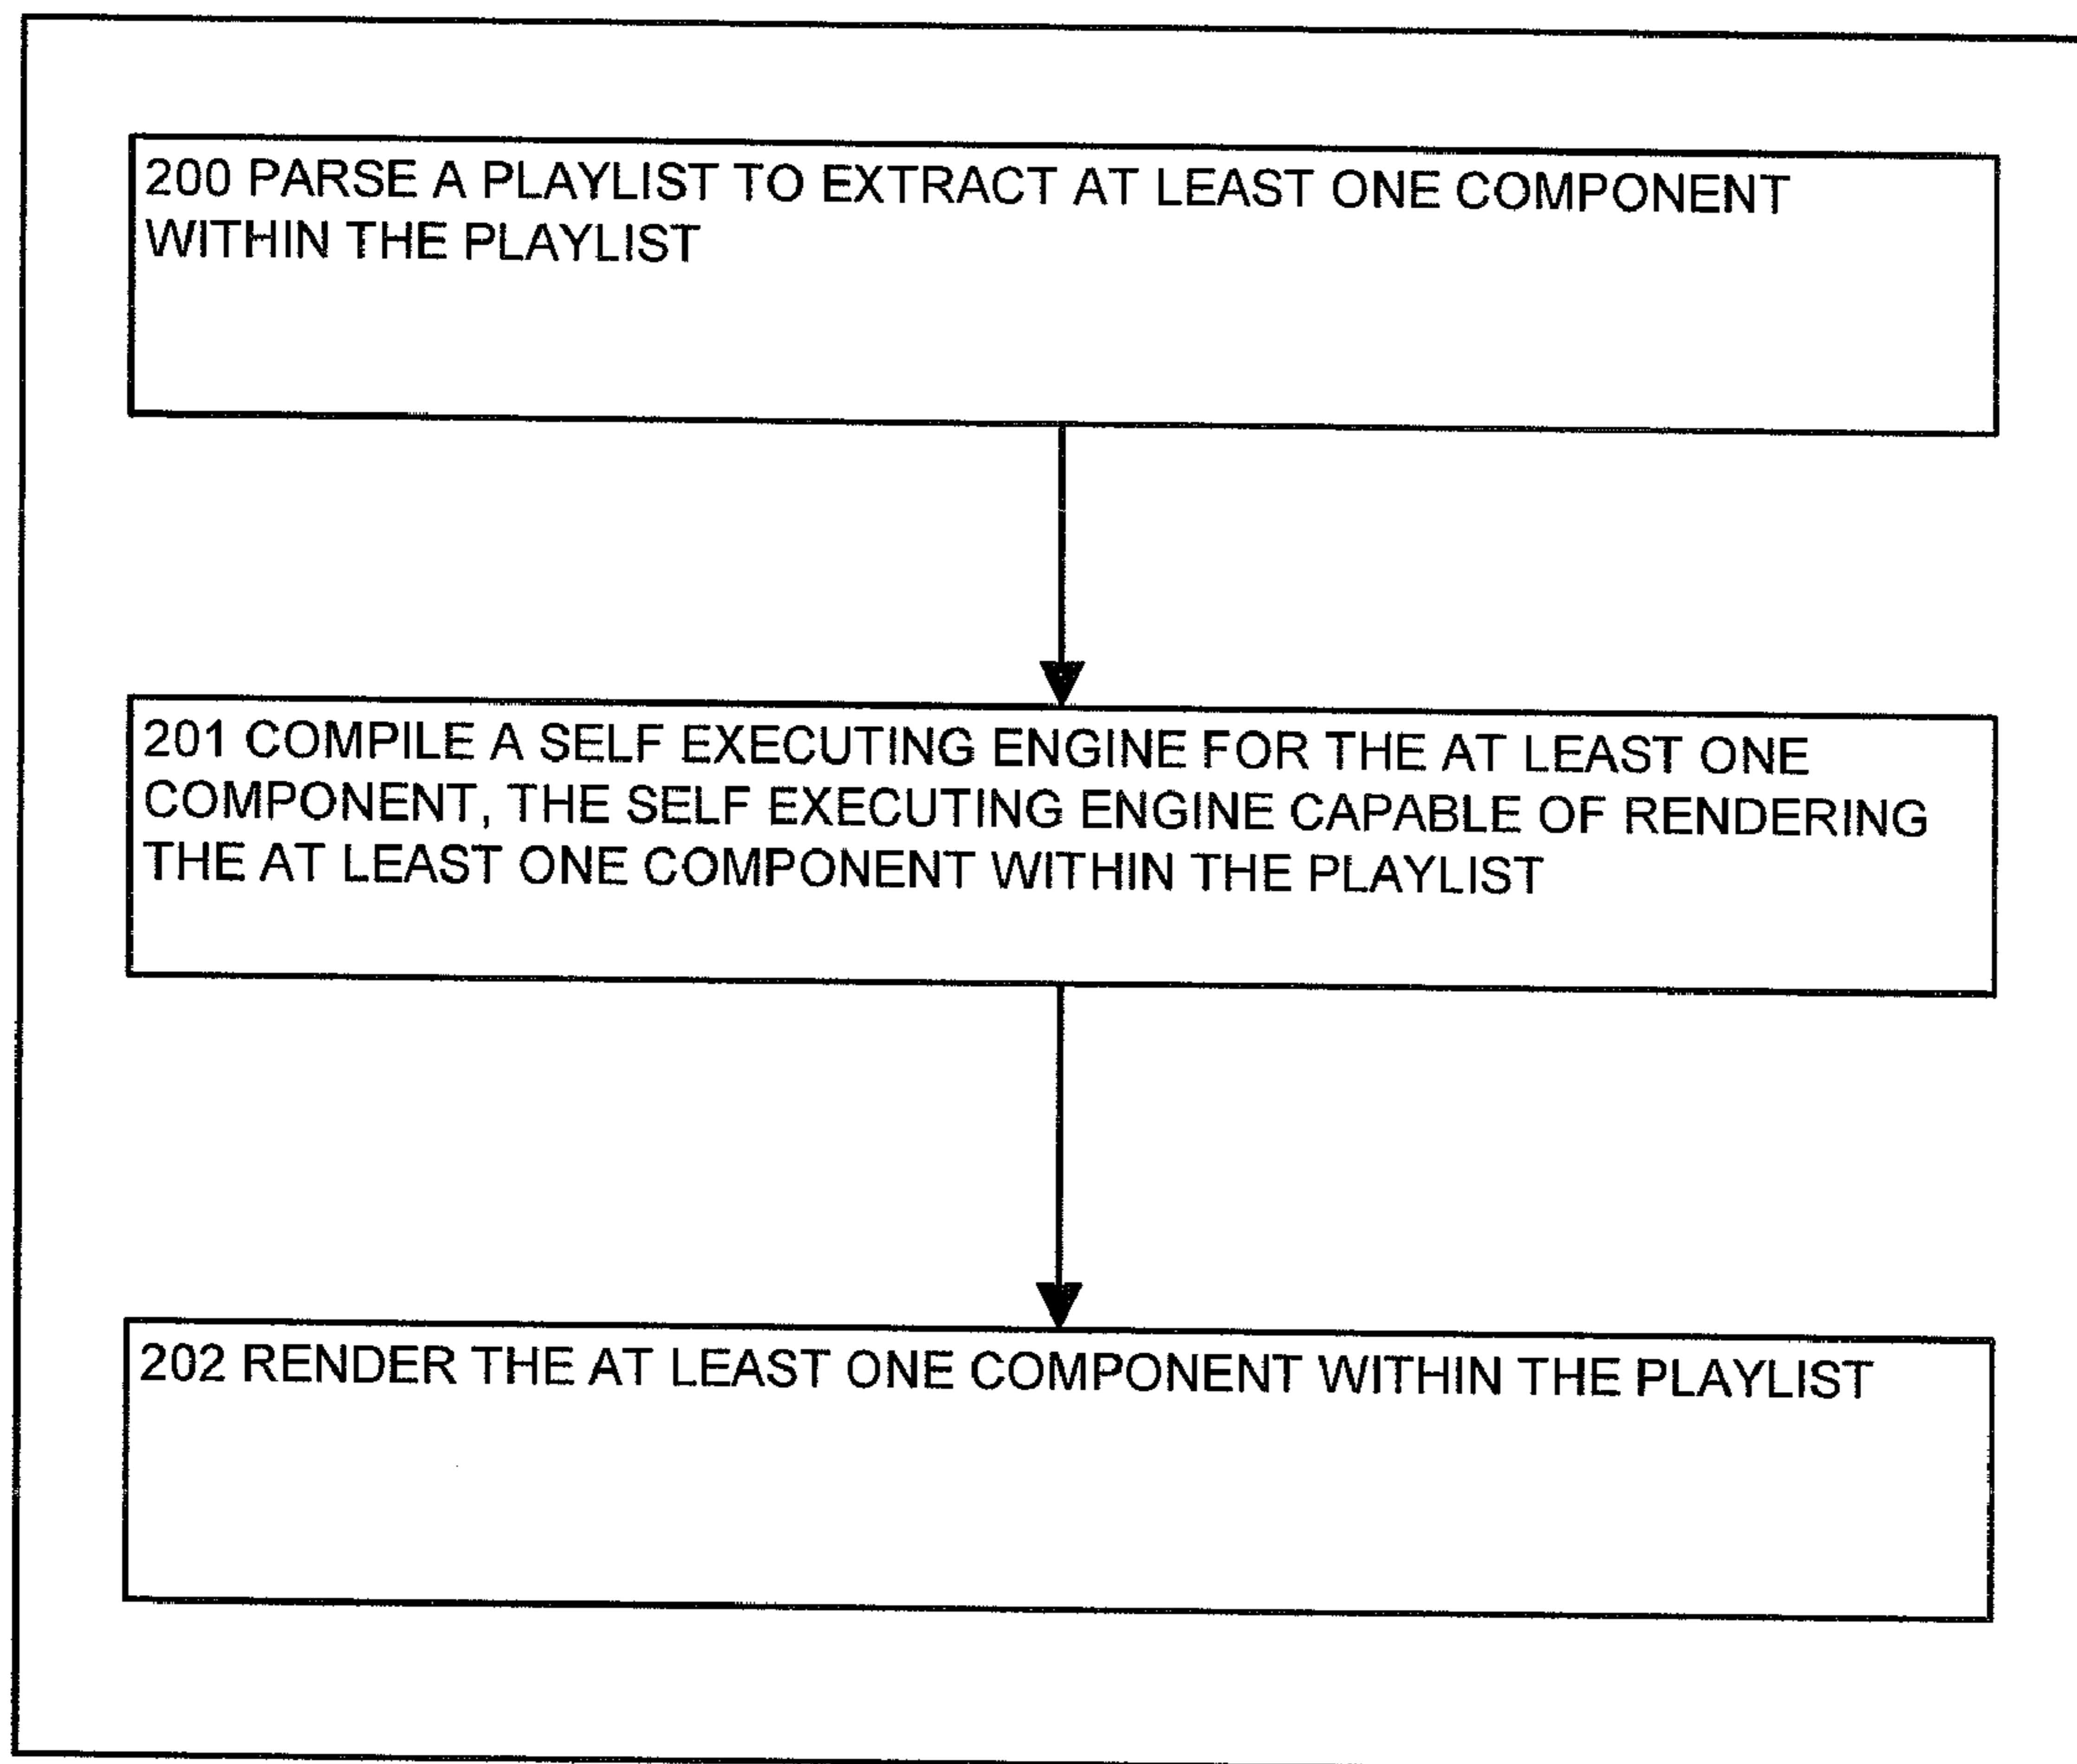 200 PARSE A PLAYLIST TO EXTRACT AT LEAST ONE COMPONENT
WITHIN THE PLAYLIST
201 COMPILE A SELF EXECUTING ENGINE FOR THE AT LEAST ONE
COMPONENT, THE SELF EXECUTING ENGINE CAPABLE OF RENDERING
THE AT LEAST ONE COMPONENT WITHIN THE PLAYLIST
202 RENDER THE AT LEAST ONE COMPONENT WITHIN THE PLAYLIST